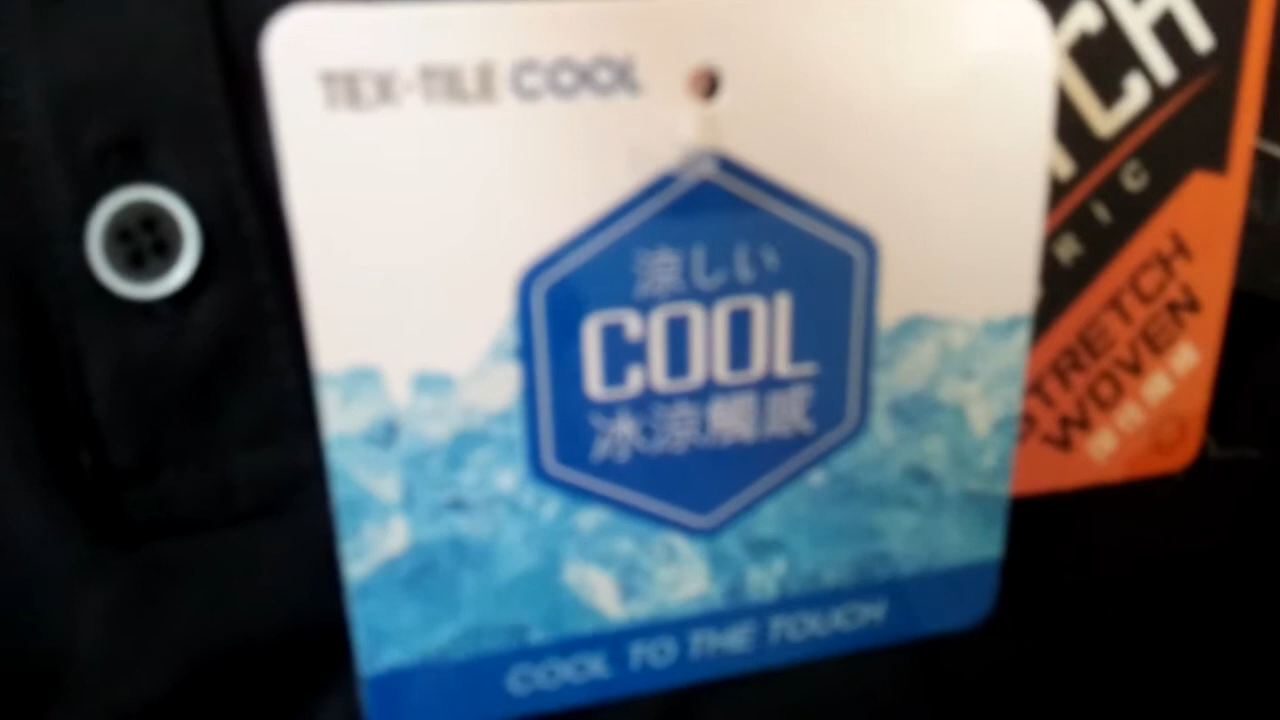 TEX-TILE COOL
涼しい
COOL
冰涼觸感
COOL TO THE TOUCH
STRETCH
WOVEN